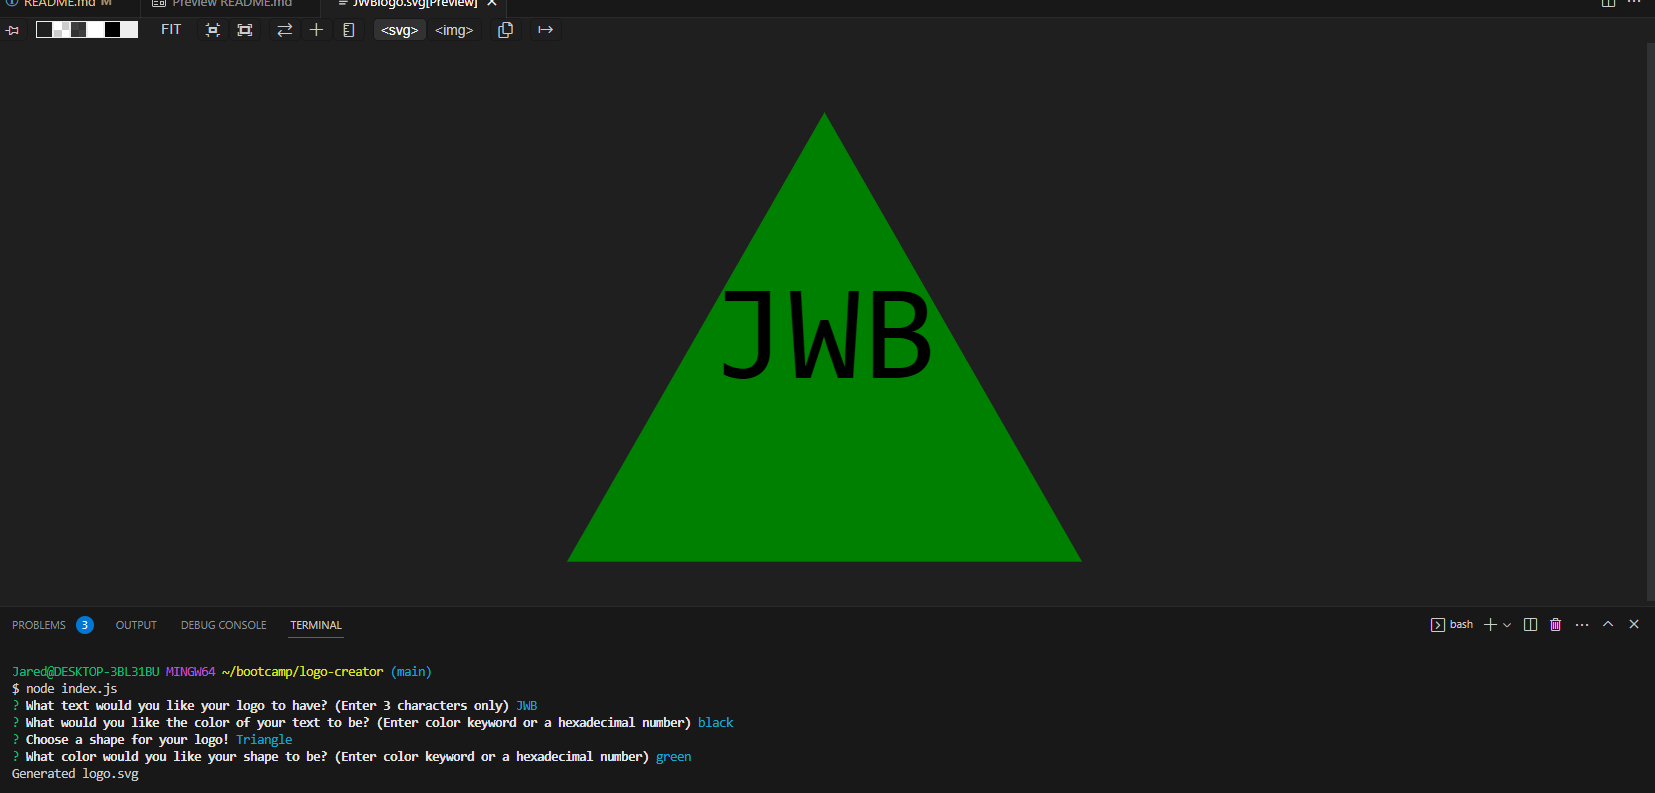 README.md M Preview README.md JWBlogo.svg[Preview]
FIT <svg> <img>
JWB
PROBLEMS 3 OUTPUT DEBUG CONSOLE TERMINAL bash
Jared@DESKTOP-3BL31BU MINGW64 ~/bootcamp/logo-creator (main)
$ node index.js
? What text would you like your logo to have? (Enter 3 characters only) JWB
? What would you like the color of your text to be? (Enter color keyword or a hexadecimal number) black
? Choose a shape for your logo! Triangle
? What color would you like your shape to be? (Enter color keyword or a hexadecimal number) green
Generated logo.svg